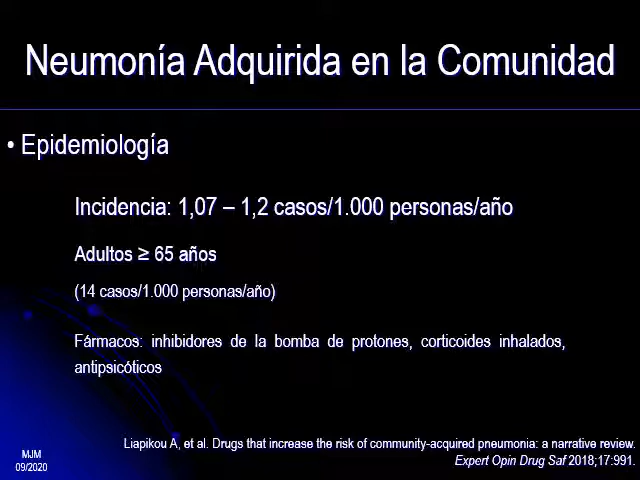 Neumonía Adquirida en la Comunidad
• Epidemiología
Incidencia: 1,07 – 1,2 casos/1.000 personas/año
Adultos ≥ 65 años
(14 casos/1.000 personas/año)
Fármacos: inhibidores de la bomba de protones, corticoides inhalados,
antipsicóticos
Liapikou A, et al. Drugs that increase the risk of community-acquired pneumonia: a narrative review.
Expert Opin Drug Saf 2018;17:991.
MJM
09/2020